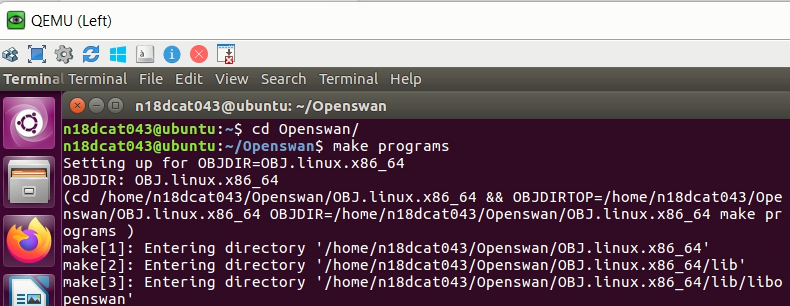 QEMU (Left)
Terminal Terminal File Edit View Search Terminal Help
n18dcat043@ubuntu: ~/Openswan
n18dcat043@ubuntu:~$ cd Openswan/
n18dcat043@ubuntu:~/Openswan$ make programs
Setting up for OBJDIR=OBJ.linux.x86_64
OBJDIR: OBJ.linux.x86_64
(cd /home/n18dcat043/Openswan/OBJ.linux.x86_64 && OBJDIRTOP=/home/n18dcat043/Ope
nswan/OBJ.linux.x86_64 OBJDIR=/home/n18dcat043/Openswan/OBJ.linux.x86_64 make pr
ograms )
make[1]: Entering directory '/home/n18dcat043/Openswan/OBJ.linux.x86_64'
make[2]: Entering directory '/home/n18dcat043/Openswan/OBJ.linux.x86_64/lib'
make[3]: Entering directory '/home/n18dcat043/Openswan/OBJ.linux.x86_64/lib/libo
penswan'